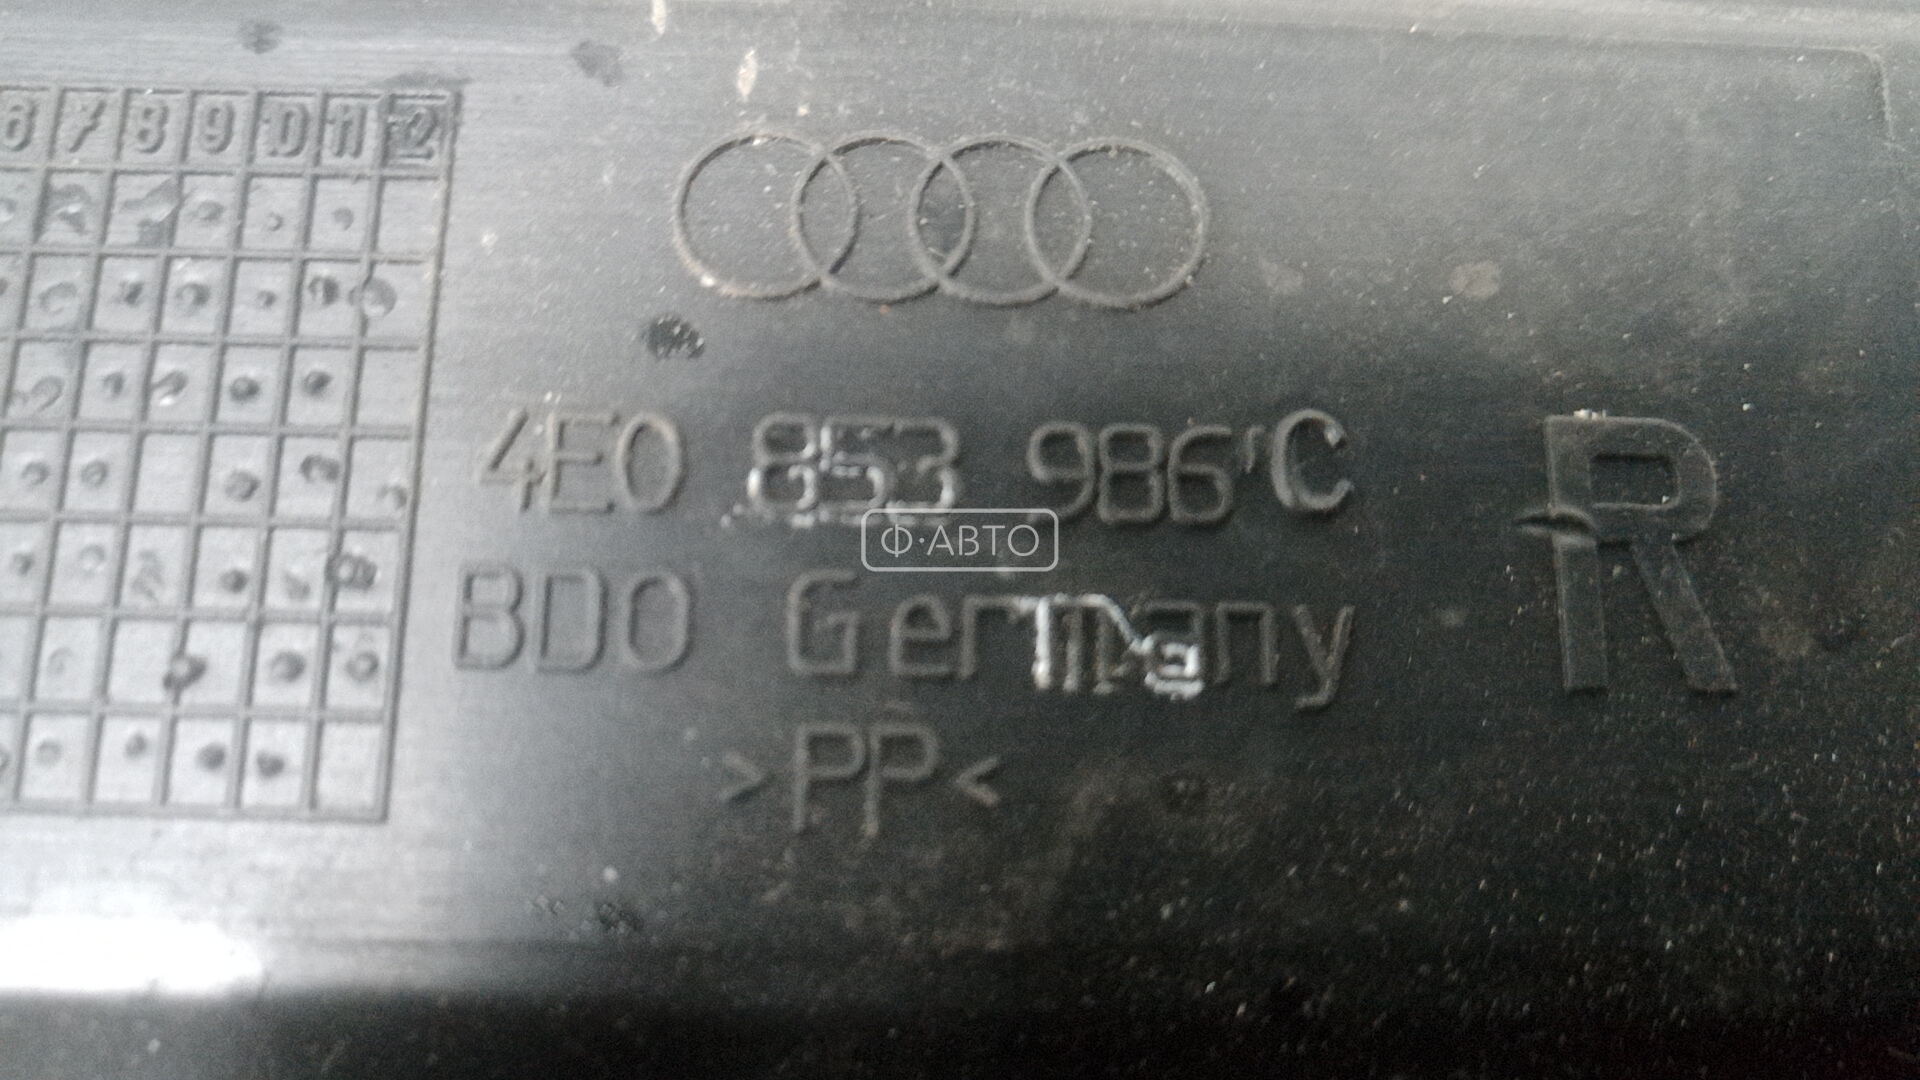 6 7 8 9 10 11 12
4E0 853 986 C
R
Ф·АВТО
BDO Germany
>PP<